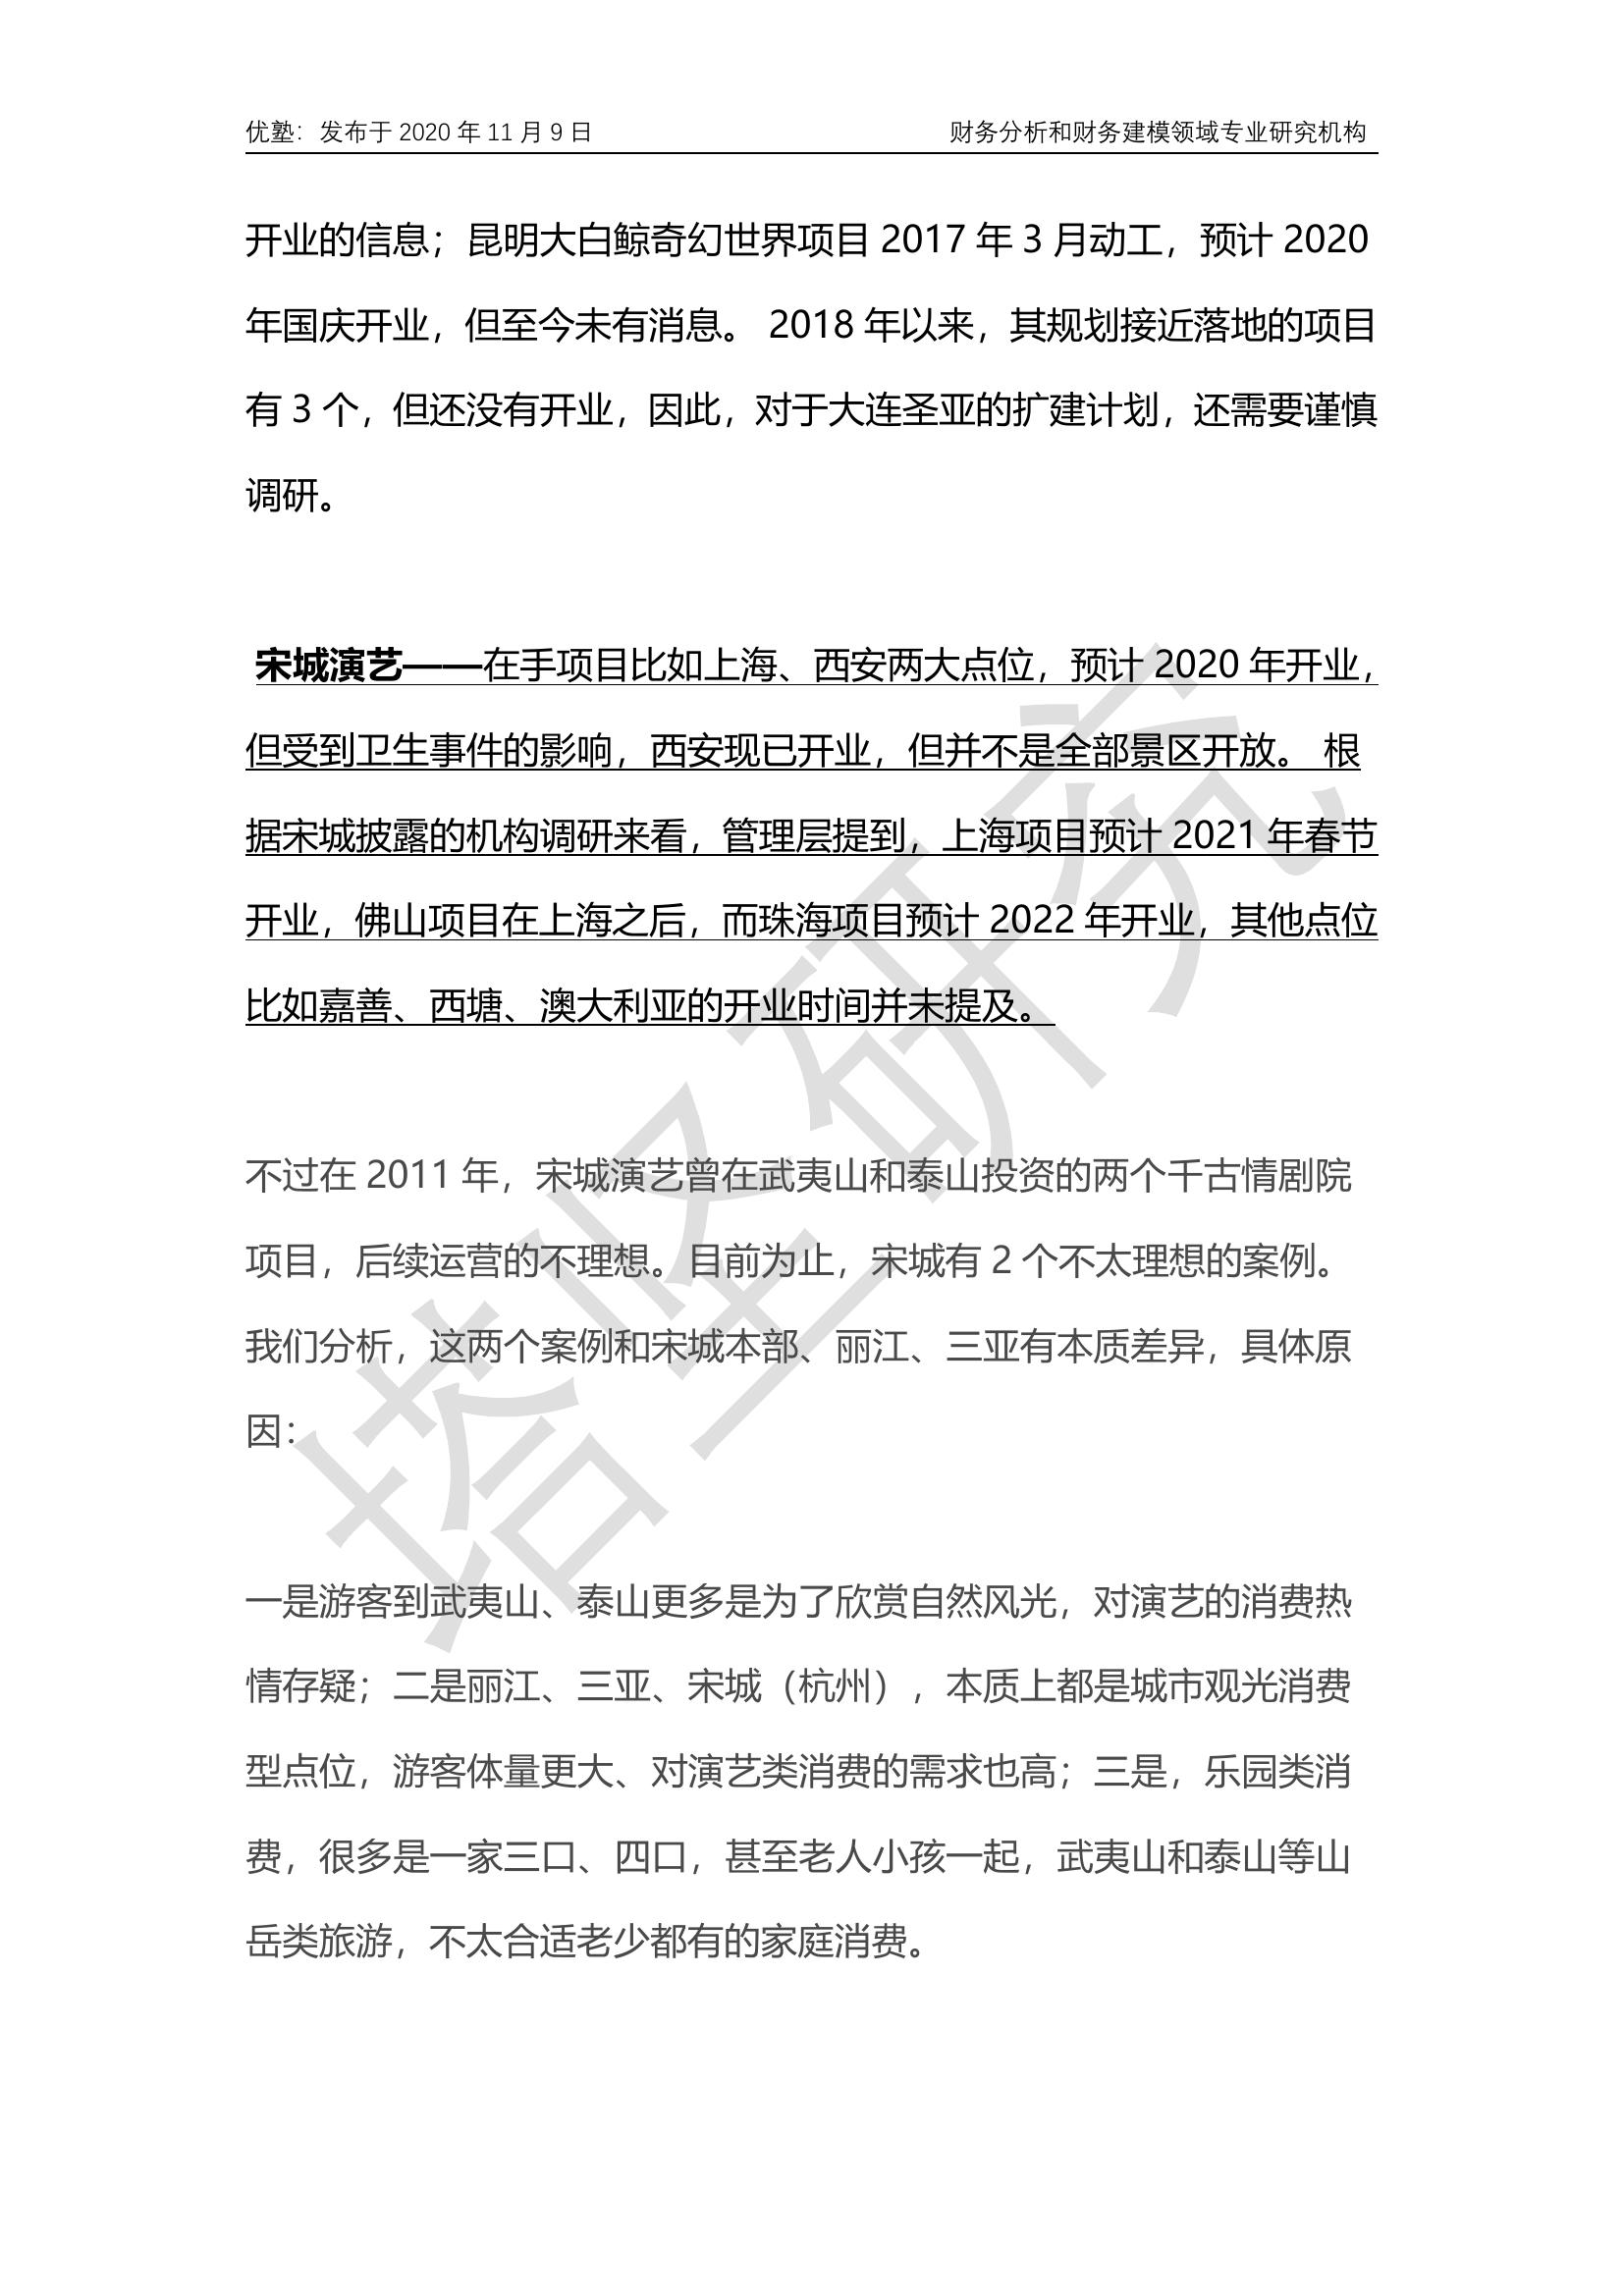 优塾：发布于 2020 年 11 月 9 日 财务分析和财务建模领域专业研究机构
开业的信息；昆明大白鲸奇幻世界项目 2017 年 3 月动工，预计 2020
年国庆开业，但至今未有消息。 2018 年以来，其规划接近落地的项目
有 3 个，但还没有开业，因此，对于大连圣亚的扩建计划，还需要谨慎
调研。
宋城演艺——在手项目比如上海、西安两大点位，预计 2020 年开业，
但受到卫生事件的影响，西安现已开业，但并不是全部景区开放。 根
据宋城披露的机构调研来看，管理层提到，上海项目预计 2021 年春节
开业，佛山项目在上海之后，而珠海项目预计 2022 年开业，其他点位
比如嘉善、西塘、澳大利亚的开业时间并未提及。
不过在 2011 年，宋城演艺曾在武夷山和泰山投资的两个千古情剧院
项目，后续运营的不理想。目前为止，宋城有 2 个不太理想的案例。
我们分析，这两个案例和宋城本部、丽江、三亚有本质差异，具体原
因：
一是游客到武夷山、泰山更多是为了欣赏自然风光，对演艺的消费热
情存疑；二是丽江、三亚、宋城（杭州），本质上都是城市观光消费
型点位，游客体量更大、对演艺类消费的需求也高；三是，乐园类消
费，很多是一家三口、四口，甚至老人小孩一起，武夷山和泰山等山
岳类旅游，不太合适老少都有的家庭消费。
塔坚研究